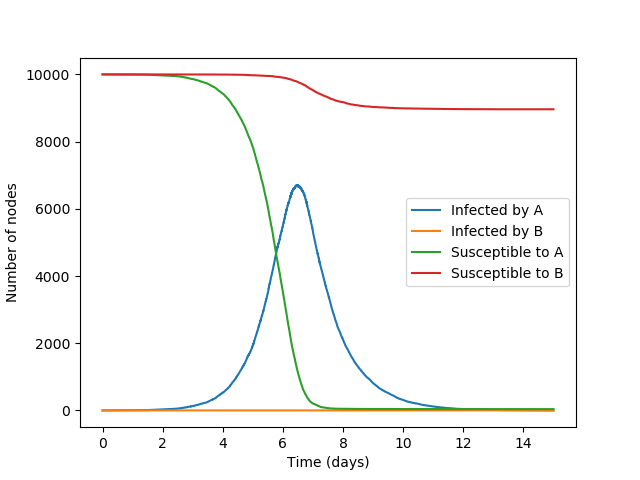 10000
8000
6000
4000
2000
0
Number of nodes
Infected by A
Infected by B
Susceptible to A
Susceptible to B
0 2 4 6 8 10 12 14
Time (days)